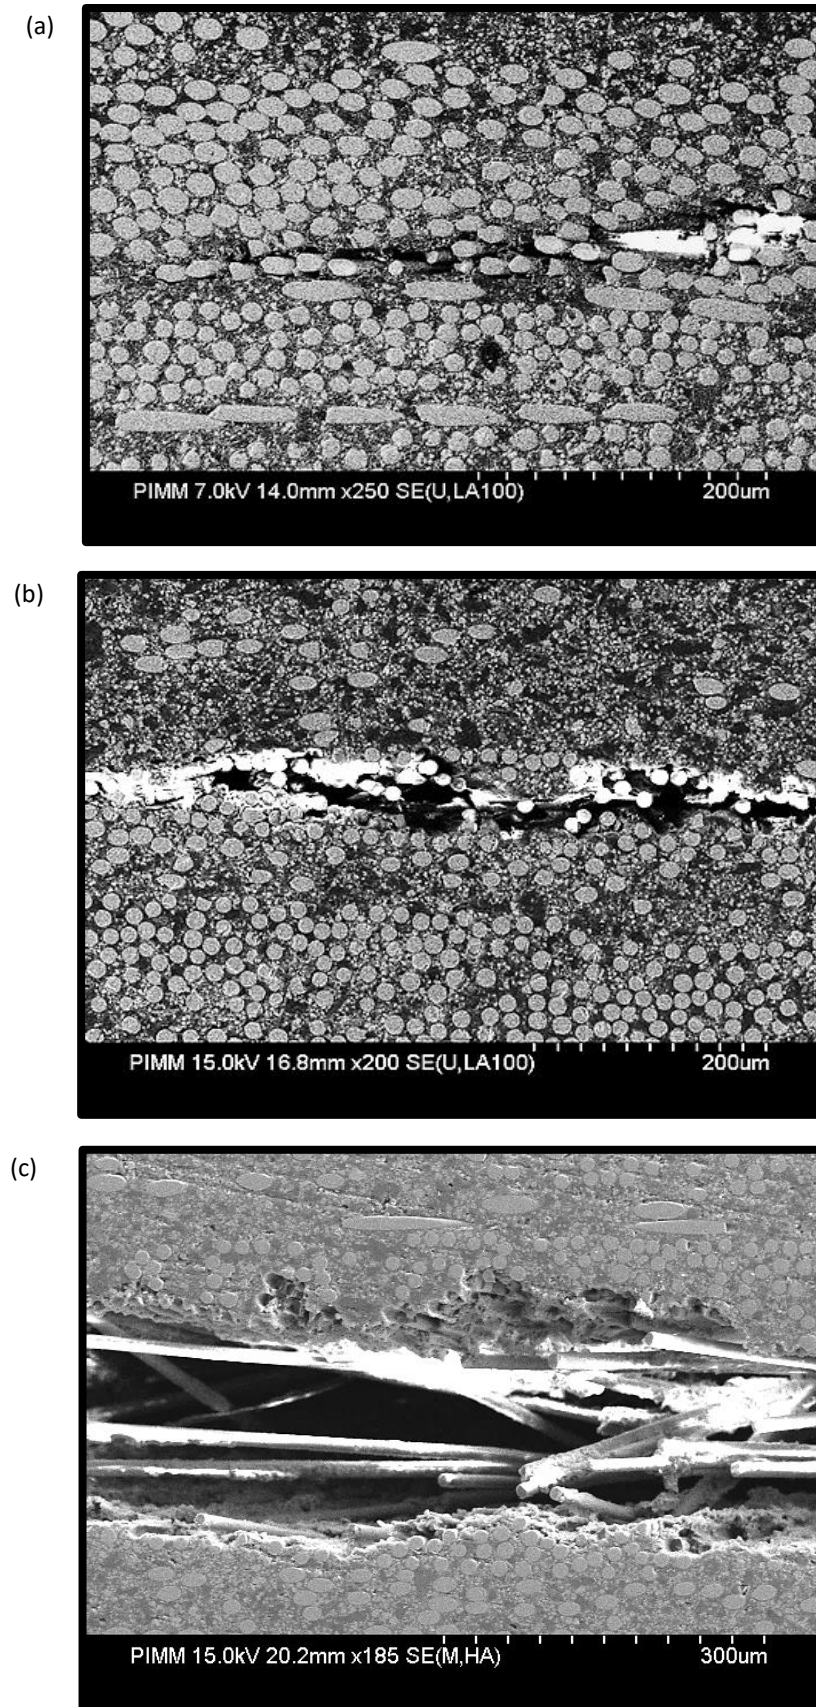 (a)
PIMM 7.0kV 14.0mm x250 SE(U,LA100) 200um
(b)
PIMM 15.0kV 16.8mm x200 SE(U,LA100) 200um
(c)
PIMM 15.0kV 20.2mm x185 SE(M,HA) 300um